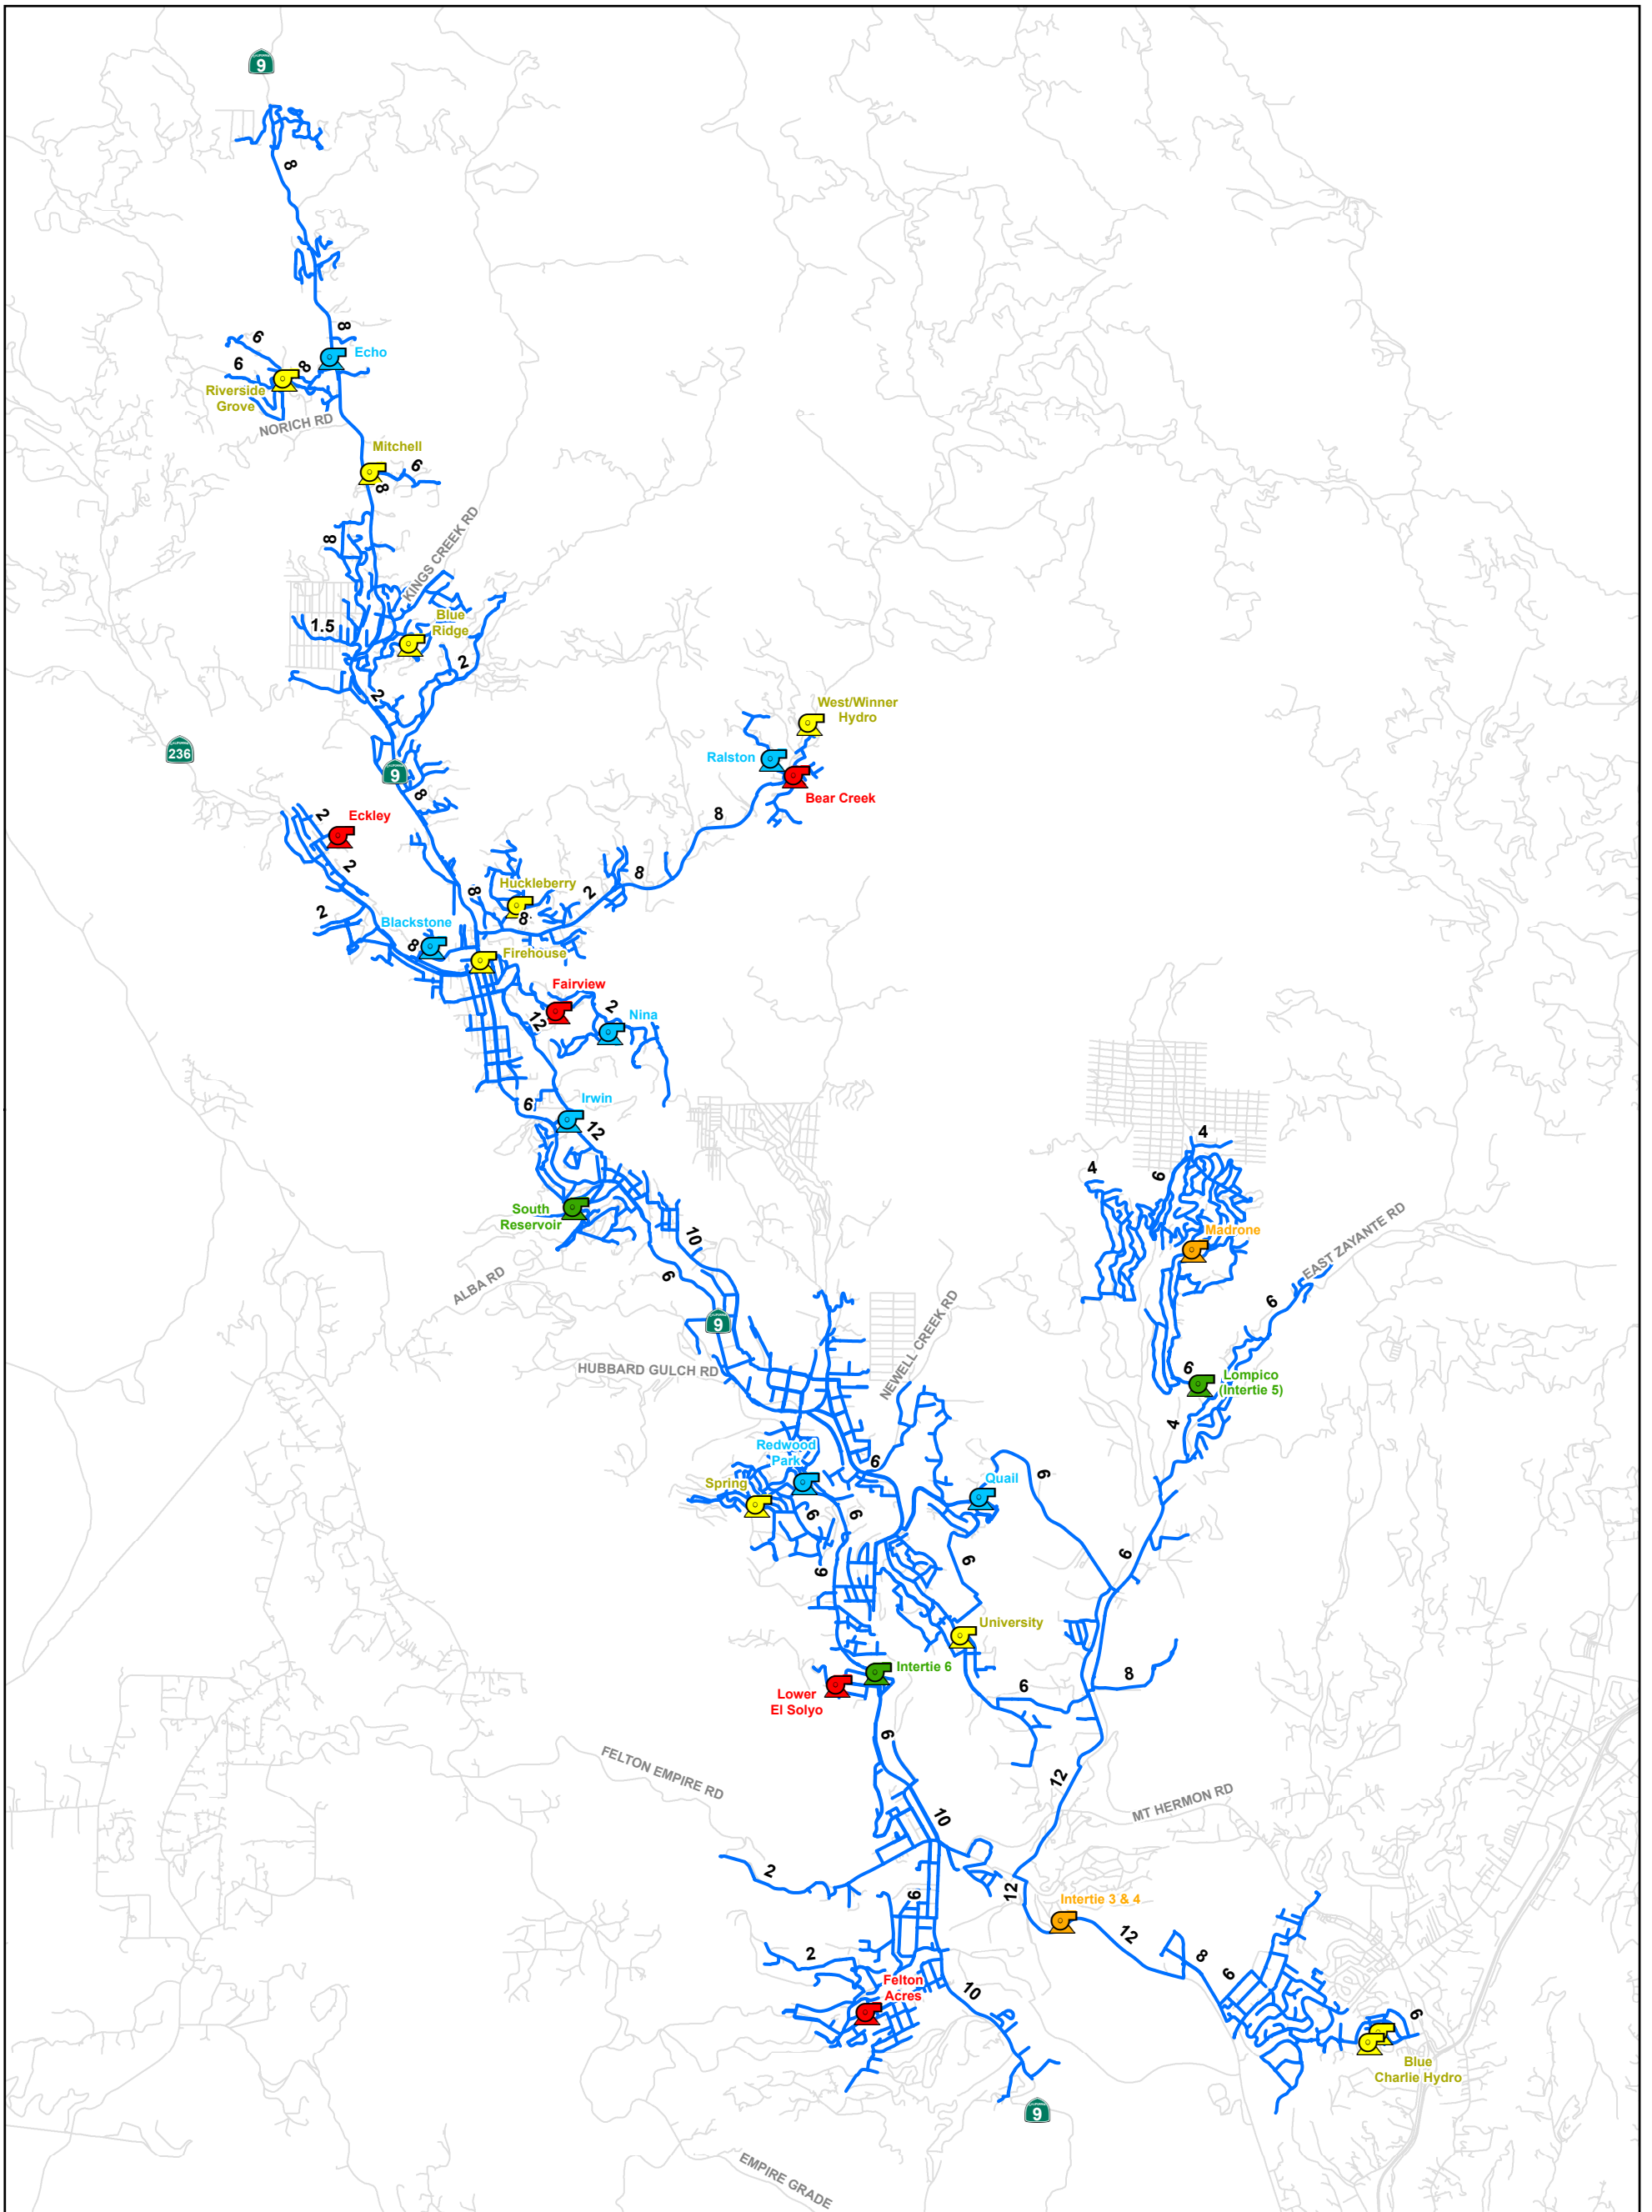 9
8
8
Echo
6
6
8
Riverside
Grove
NORICH RD
Mitchell
6
8
8
KINGS CREEK RD
1.5
Blue
Ridge
2
2
West/Winner
Hydro
236
Ralston
9
Bear Creek
8
8
2
Eckley
2
Huckleberry
8
2
8
8
2
Blackstone
8
Firehouse
Fairview
2
12
Nina
6
Irwin
12
4
4
6
South
Reservoir
10
Madrone
EAST ZAYANTE RD
ALBA RD
6
6
9
NEWELL CREEK RD
HUBBARD GULCH RD
6
Lompico
(Intertie 5)
4
Redwood
Park
6
Spring
Quail
6
6
6
6
6
6
University
Intertie 6
8
6
Lower
El Solyo
6
FELTON EMPIRE RD
12
MT HERMON RD
10
2
6
12
Intertie 3 & 4
12
2
8
6
Felton
Acres
10
6
Blue
Charlie Hydro
9
EMPIRE GRADE